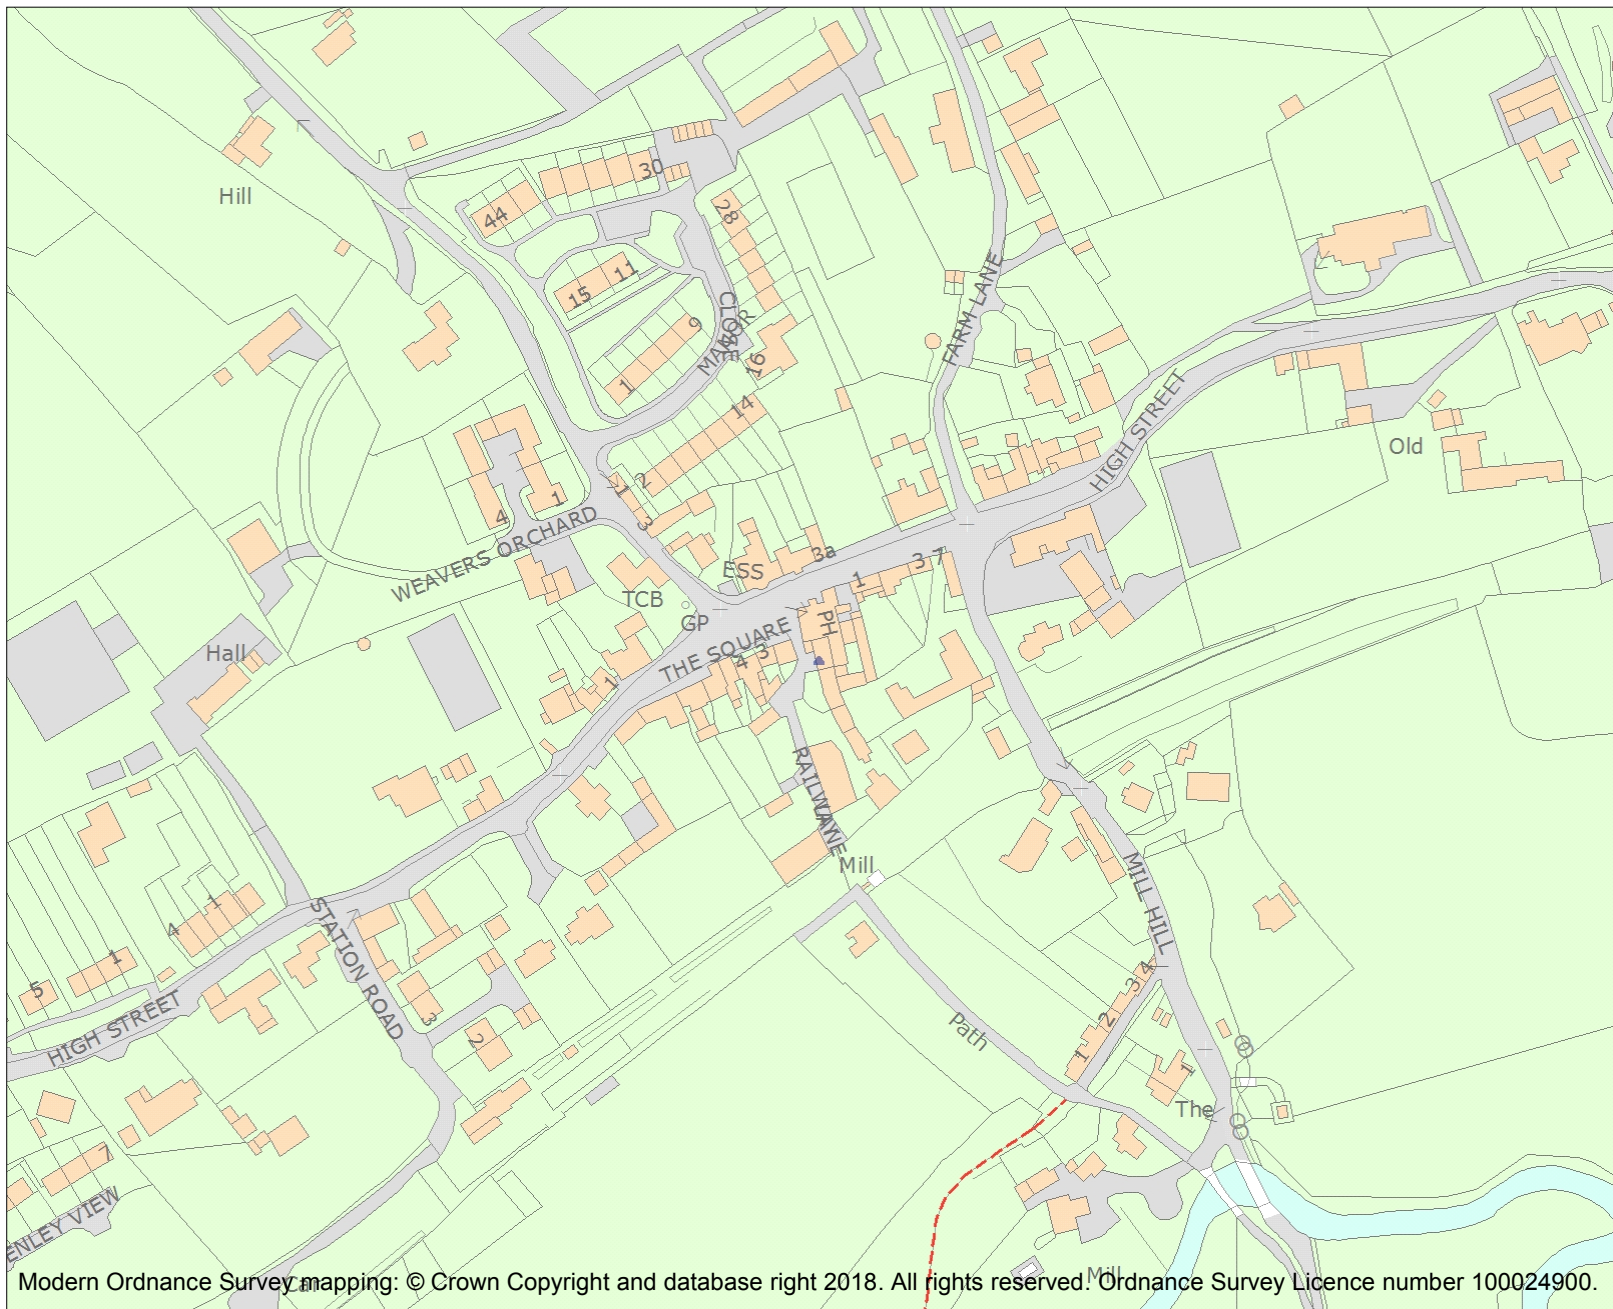 30
Hill
44
28
11
15
FARM LANE
CLOSE
MANOR
9
16
1
14
HIGH STREET
Old
2
1
1
4
3
WEAVERS ORCHARD
3a
3 7
ESS
1
TCB
GP
PH
THE SQUARE
Hall
4 3
1
RAILWAY
LANE
Mill
MILL HILL
1
4
STATION ROAD
1
5
3 4
HIGH STREET
3
2
Path
2
1
1
The
7
ENLEY VIEW
Mill
Car
Modern Ordnance Survey mapping: © Crown Copyright and database right 2018. All rights reserved. Ordnance Survey Licence number 100024900.